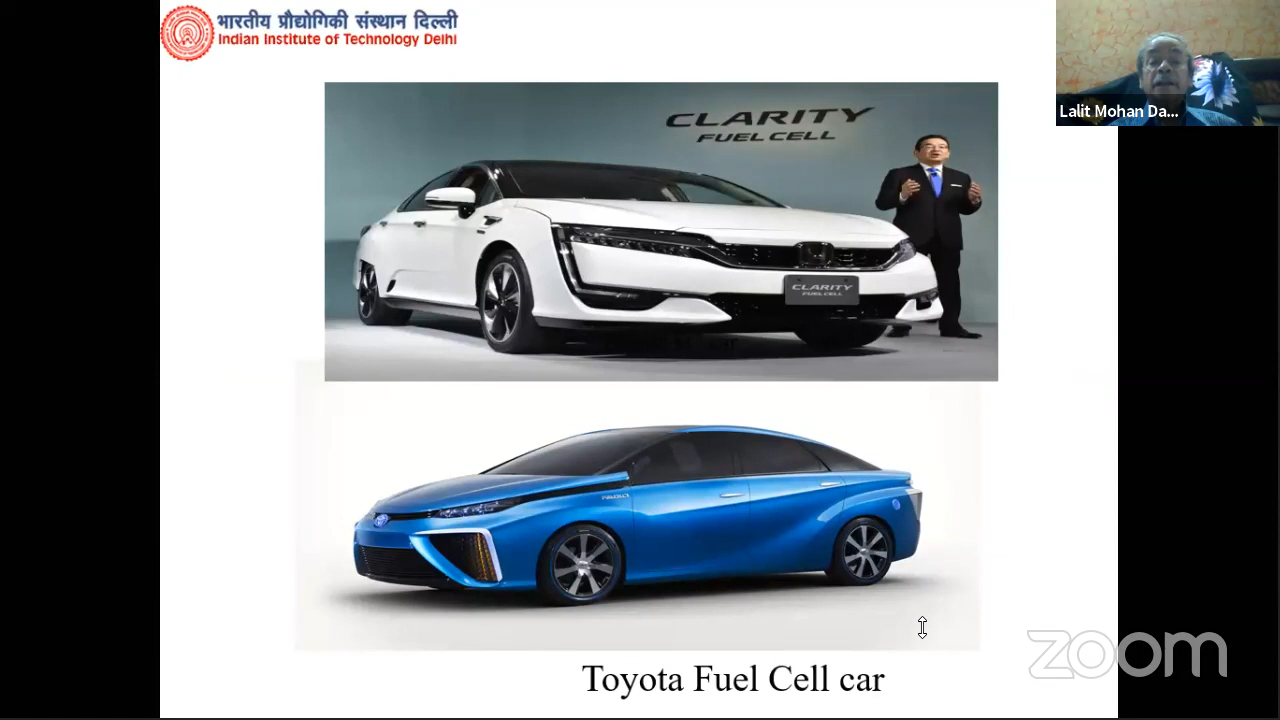 भारतीय प्रौद्योगिकी संस्थान दिल्ली
Indian Institute of Technology Delhi
Lalit Mohan Da...
CLARITY
FUEL CELL
CLARITY
FUEL CELL
Toyota Fuel Cell car
zoom